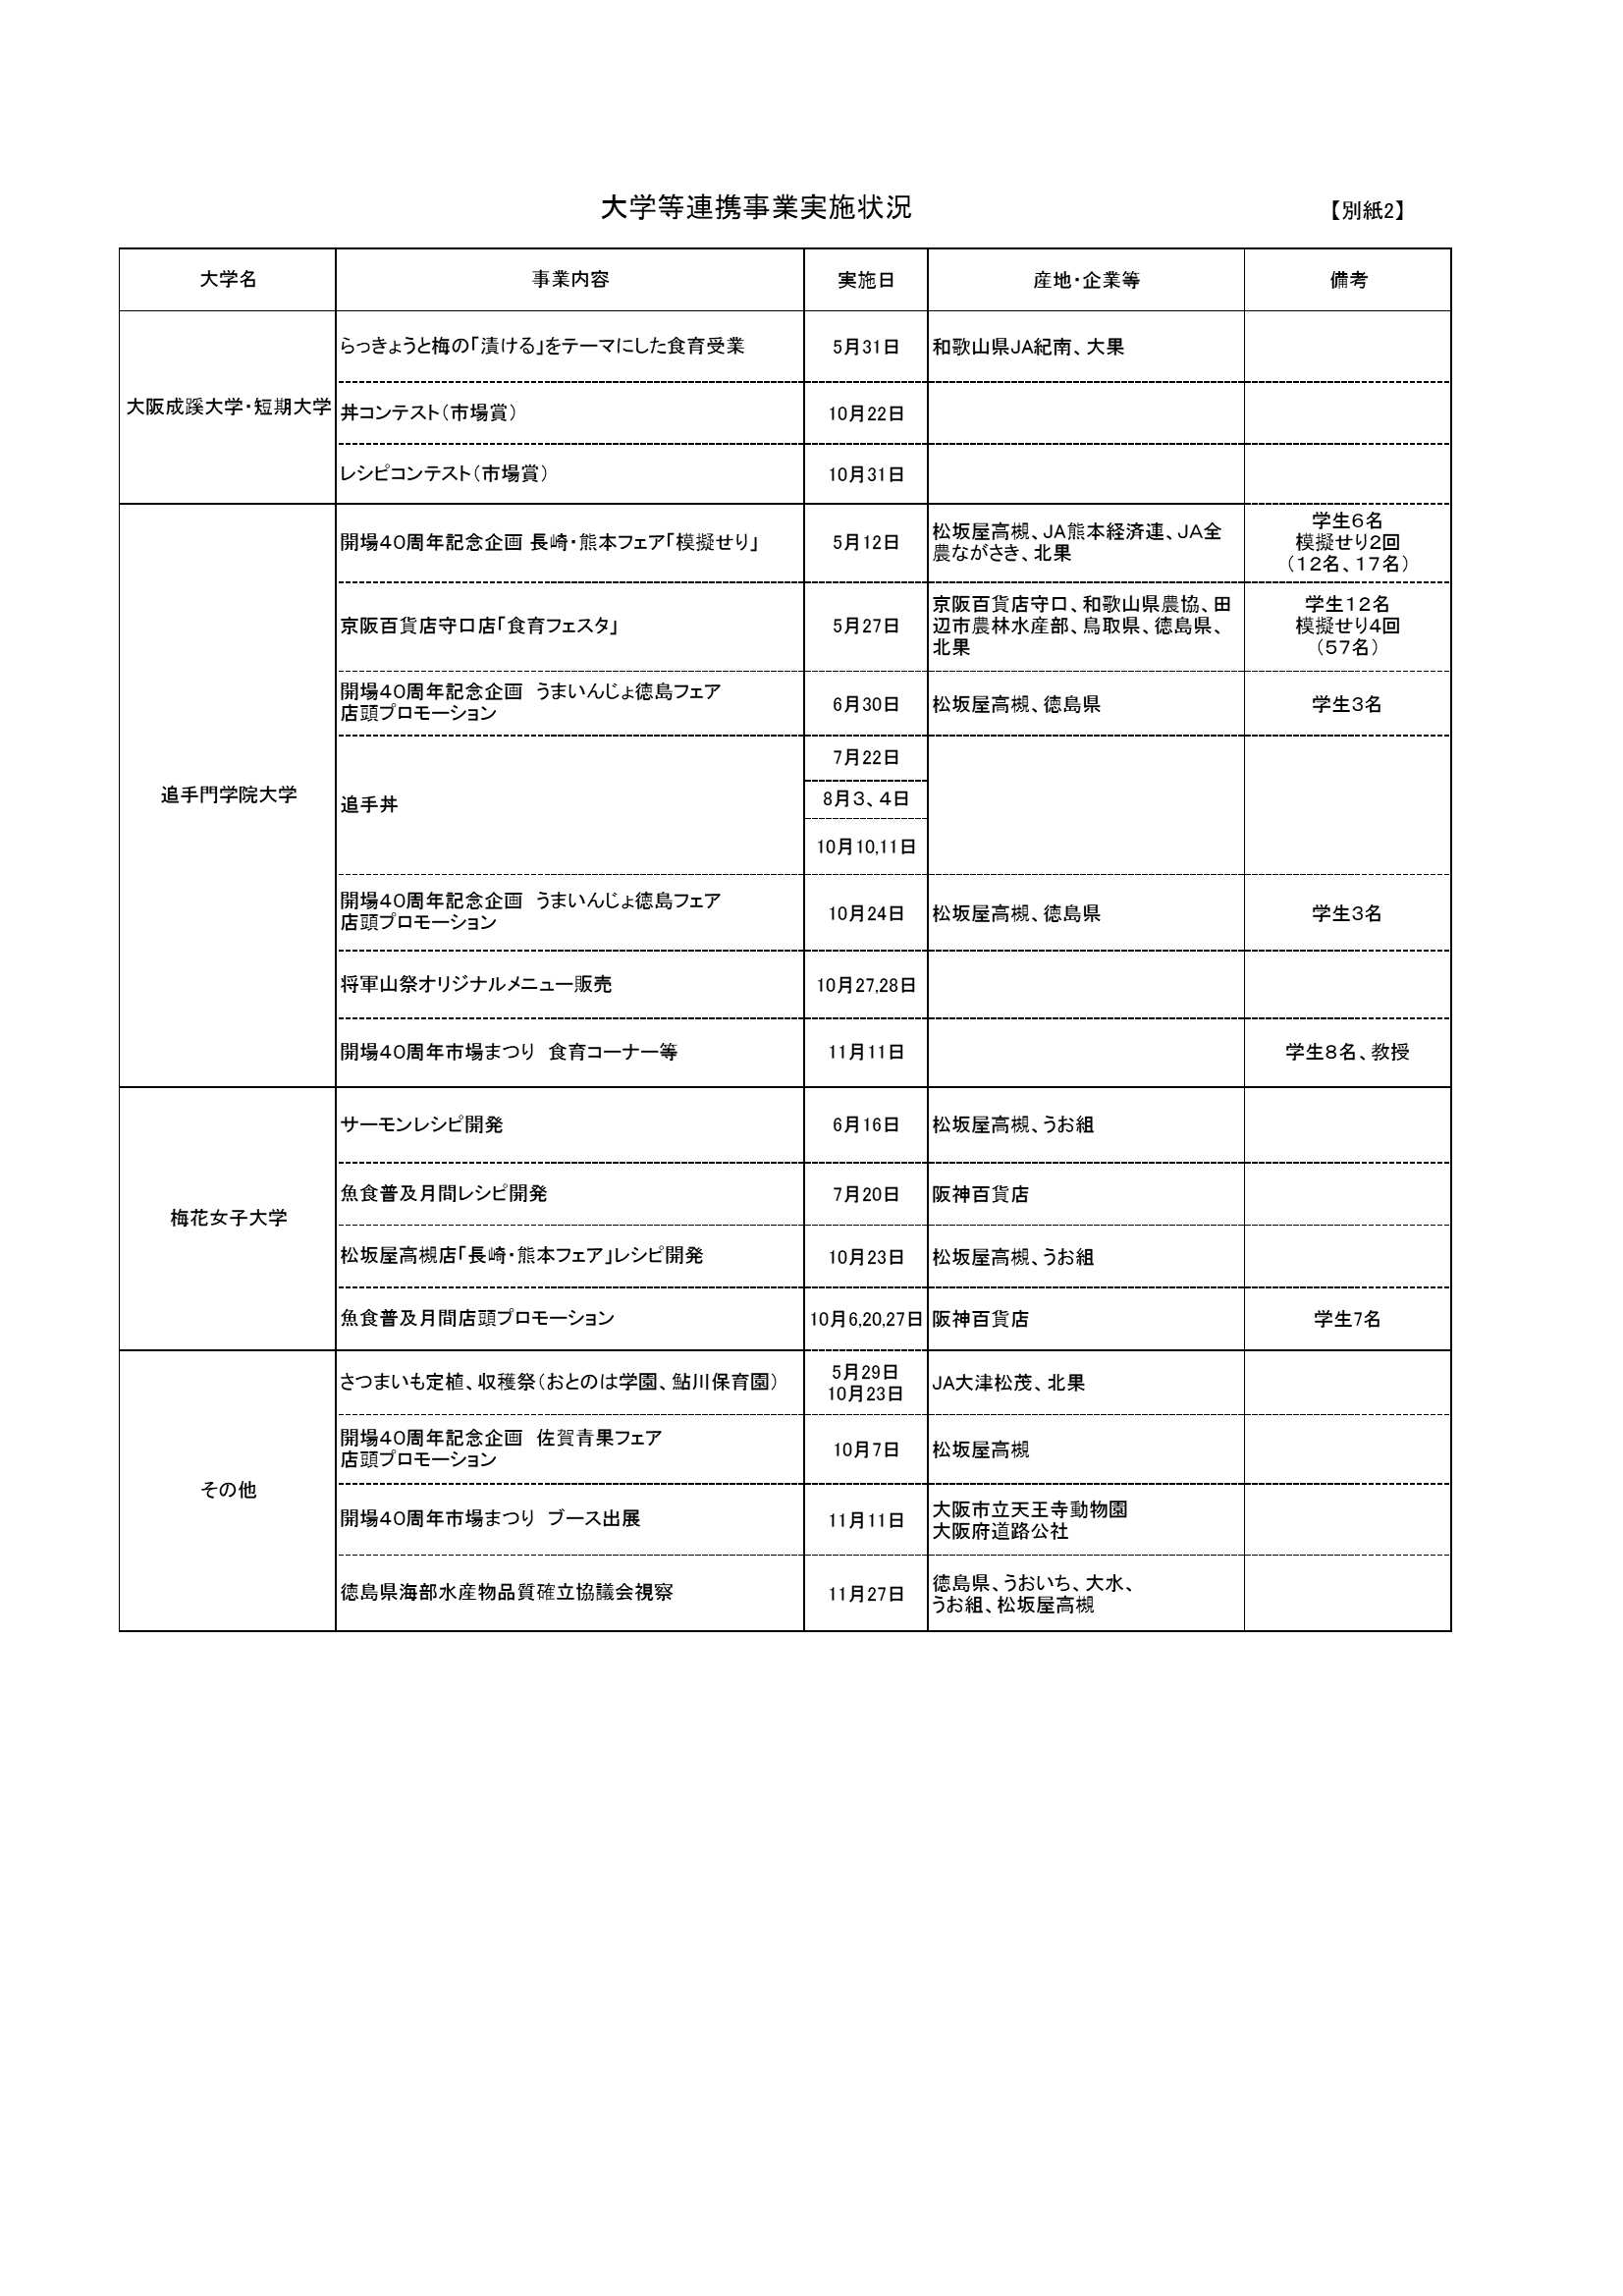 大学等連携事業実施状況
【別紙2】
大学名
事業内容
実施日
産地・企業等
備考
大阪成蹊大学・短期大学
らっきょうと梅の「漬ける」をテーマにした食育受業
5月31日
和歌山県JA紀南、大果
丼コンテスト（市場賞）
10月22日
レシピコンテスト（市場賞）
10月31日
追手門学院大学
開場４０周年記念企画 長崎・熊本フェア「模擬せり」
5月12日
松坂屋高槻、JA熊本経済連、JA全
農ながさき、北果
学生６名
模擬せり２回
（１２名、１７名）
京阪百貨店守口店「食育フェスタ」
5月27日
京阪百貨店守口、和歌山県農協、田
辺市農林水産部、鳥取県、徳島県、
北果
学生１２名
模擬せり４回
（５７名）
開場４０周年記念企画　うまいんじょ徳島フェア
店頭プロモーション
6月30日
松坂屋高槻、徳島県
学生３名
追手丼
7月22日
8月３、４日
10月10,11日
開場４０周年記念企画　うまいんじょ徳島フェア
店頭プロモーション
10月24日
松坂屋高槻、徳島県
学生３名
将軍山祭オリジナルメニュー販売
10月27,28日
開場４０周年市場まつり　食育コーナー等
11月11日
学生８名、教授
梅花女子大学
サーモンレシピ開発
6月16日
松坂屋高槻、うお組
魚食普及月間レシピ開発
7月20日
阪神百貨店
松坂屋高槻店「長崎・熊本フェア」レシピ開発
10月23日
松坂屋高槻、うお組
魚食普及月間店頭プロモーション
10月6,20,27日
阪神百貨店
学生7名
その他
さつまいも定植、収穫祭（おとのは学園、鮎川保育園）
5月29日
10月23日
JA大津松茂、北果
開場４０周年記念企画　佐賀青果フェア
店頭プロモーション
10月7日
松坂屋高槻
開場４０周年市場まつり　ブース出展
11月11日
大阪市立天王寺動物園
大阪府道路公社
徳島県海部水産物品質確立協議会視察
11月27日
徳島県、うおいち、大水、
うお組、松坂屋高槻